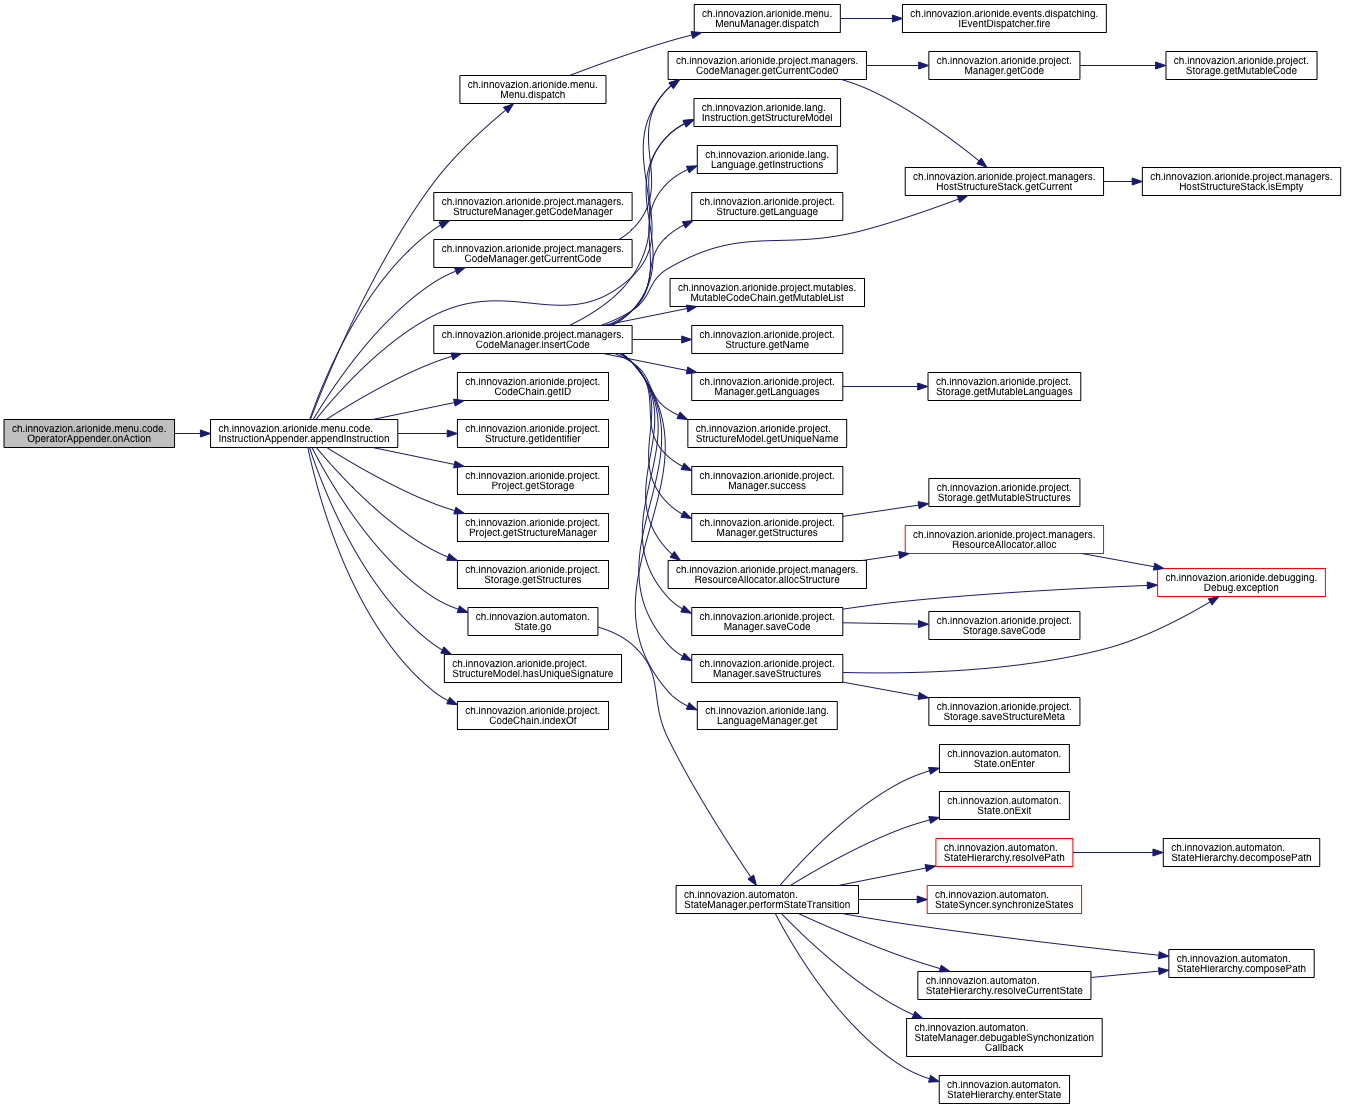 ch.innovazion.arionide.menu.code.
OperatorAppender.onAction
ch.innovazion.arionide.menu.code.
InstructionAppender.appendInstruction
ch.innovazion.arionide.menu.
Menu.dispatch
ch.innovazion.arionide.project.managers.
StructureManager.getCodeManager
ch.innovazion.arionide.project.managers.
CodeManager.getCurrentCode
ch.innovazion.arionide.project.managers.
CodeManager.insertCode
ch.innovazion.arionide.project.
CodeChain.getID
ch.innovazion.arionide.project.
Structure.getIdentifier
ch.innovazion.arionide.project.
Project.getStorage
ch.innovazion.arionide.project.
Project.getStructureManager
ch.innovazion.arionide.project.
Storage.getStructures
ch.innovazion.automaton.
State.go
ch.innovazion.arionide.project.
StructureModel.hasUniqueSignature
ch.innovazion.arionide.project.
CodeChain.indexOf
ch.innovazion.arionide.menu.
MenuManager.dispatch
ch.innovazion.arionide.project.managers.
CodeManager.getCurrentCode0
ch.innovazion.arionide.lang.
Instruction.getStructureModel
ch.innovazion.arionide.lang.
Language.getInstructions
ch.innovazion.arionide.project.
Structure.getLanguage
ch.innovazion.arionide.project.mutables.
MutableCodeChain.getMutableList
ch.innovazion.arionide.project.
Structure.getName
ch.innovazion.arionide.project.
Manager.getLanguages
ch.innovazion.arionide.project.
StructureModel.getUniqueName
ch.innovazion.arionide.project.
Manager.success
ch.innovazion.arionide.project.
Manager.getStructures
ch.innovazion.arionide.project.managers.
ResourceAllocator.allocStructure
ch.innovazion.arionide.project.
Manager.saveCode
ch.innovazion.arionide.project.
Manager.saveStructures
ch.innovazion.arionide.lang.
LanguageManager.get
ch.innovazion.automaton.
StateManager.performStateTransition
ch.innovazion.arionide.events.dispatching.
IEventDispatcher.fire
ch.innovazion.arionide.project.
Manager.getCode
ch.innovazion.arionide.project.managers.
HostStructureStack.getCurrent
ch.innovazion.arionide.project.
Storage.getMutableLanguages
ch.innovazion.arionide.project.
Storage.getMutableStructures
ch.innovazion.arionide.project.managers.
ResourceAllocator.alloc
ch.innovazion.arionide.project.
Storage.saveCode
ch.innovazion.arionide.project.
Storage.saveStructureMeta
ch.innovazion.automaton.
State.onEnter
ch.innovazion.automaton.
State.onExit
ch.innovazion.automaton.
StateHierarchy.resolvePath
ch.innovazion.automaton.
StateSyncer.synchronizeStates
ch.innovazion.automaton.
StateHierarchy.resolveCurrentState
ch.innovazion.automaton.
StateManager.debugableSynchonization
Callback
ch.innovazion.automaton.
StateHierarchy.enterState
ch.innovazion.arionide.project.
Storage.getMutableCode
ch.innovazion.arionide.project.managers.
HostStructureStack.isEmpty
ch.innovazion.arionide.debugging.
Debug.exception
ch.innovazion.automaton.
StateHierarchy.decomposePath
ch.innovazion.automaton.
StateHierarchy.composePath